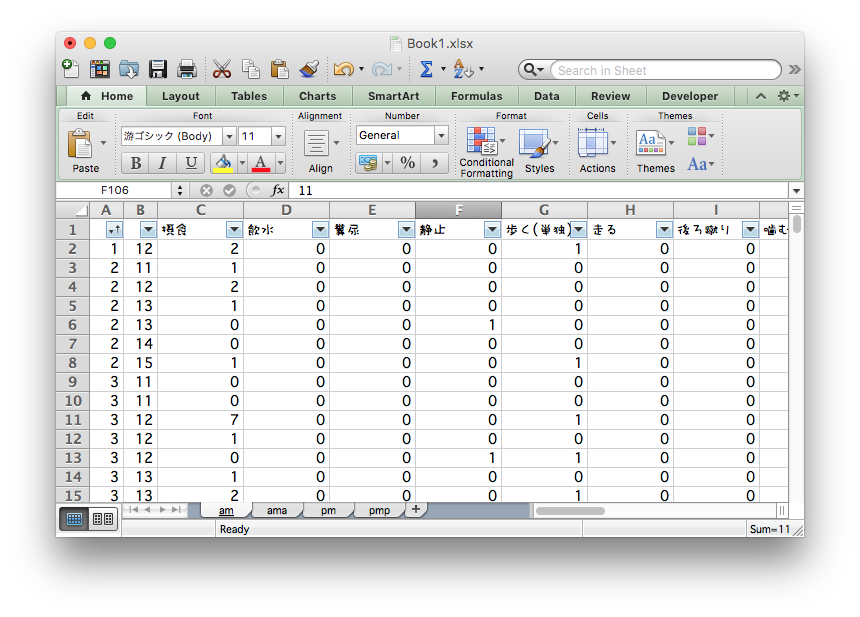 Book1.xlsx
Search in Sheet
Home Layout Tables Charts SmartArt Formulas Data Review Developer
Edit Font Alignment Number Format Cells Themes
游ゴシック (Body) 11 General
Paste B I U A Align % , Conditional Formatting Styles Actions Themes Aa
F106 fx 11
A B C D E F G H I
1 摂食 飲水 糞尿 静止 歩く(単独) 走る 後ろ蹴り 噛む
2 1 12 2 0 0 0 1 0 0
3 2 11 1 0 0 0 0 0 0
4 2 12 2 0 0 0 0 0 0
5 2 13 1 0 0 0 0 0 0
6 2 13 0 0 0 1 0 0 0
7 2 14 0 0 0 0 0 0 0
8 2 15 1 0 0 0 1 0 0
9 3 11 0 0 0 0 0 0 0
10 3 11 0 0 0 0 0 0 0
11 3 12 7 0 0 0 1 0 0
12 3 12 1 0 0 0 0 0 0
13 3 12 0 0 0 1 1 0 0
14 3 13 1 0 0 0 0 0 0
15 3 13 2 0 0 0 1 0 0
am ama pm pmp +
Ready Sum=11